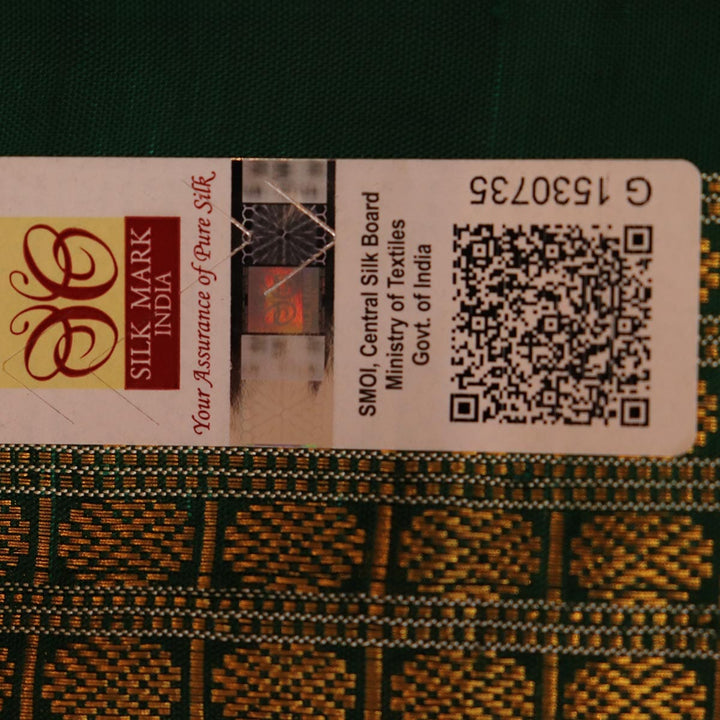 SILK MARK
INDIA
Your Assurance of Pure Silk
SMOI, Central Silk Board
Ministry of Textiles
Govt. of India
G 1530735